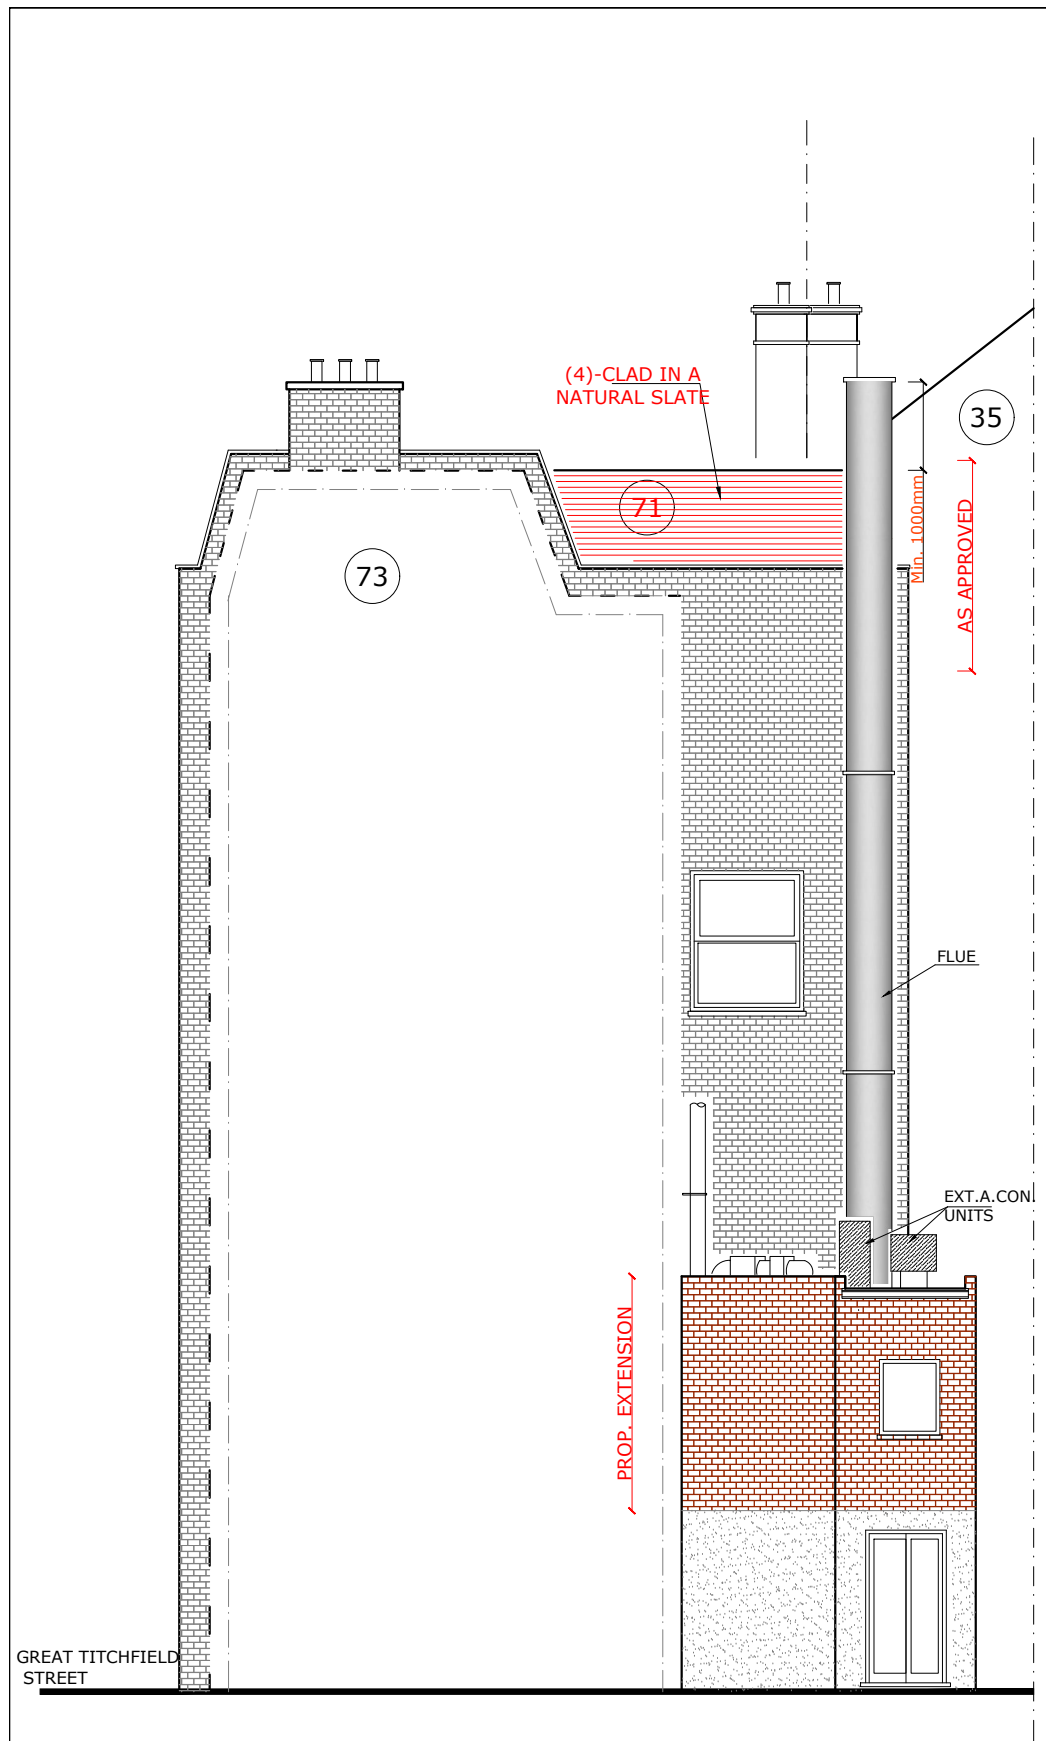 (4)-CLAD IN A
NATURAL SLATE
35
71
73
Min. 1000mm
AS APPROVED
FLUE
EXT.A.CON.
UNITS
PROP. EXTENSION
GREAT TITCHFIELD
STREET